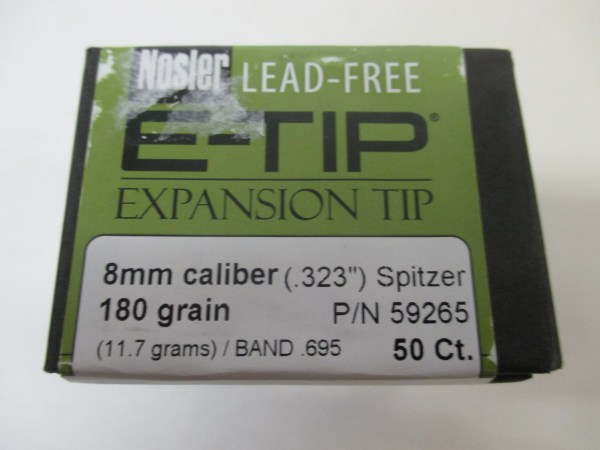 Nosler LEAD-FREE
E-TIP®
EXPANSION TIP
8mm caliber (.323") Spitzer
180 grain P/N 59265
(11.7 grams) / BAND .695 50 Ct.